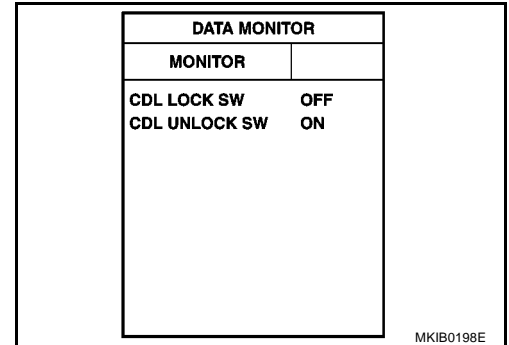 DATA MONITOR
MONITOR
CDL LOCK SW OFF
CDL UNLOCK SW ON
MKIB0198E